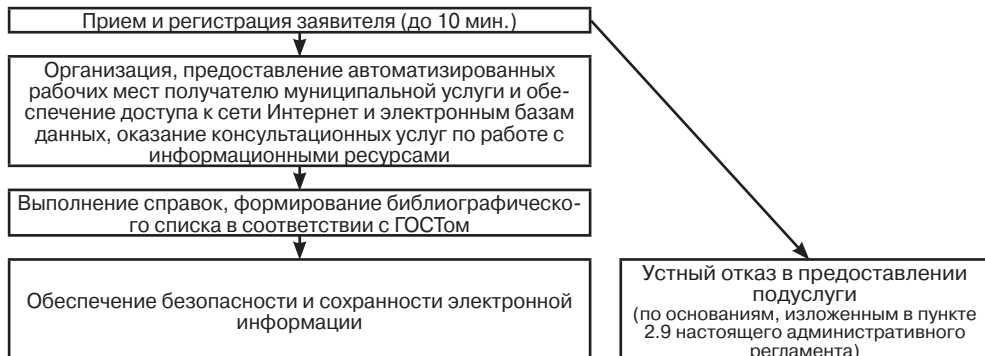 Прием и регистрация заявителя (до 10 мин.)
Организация, предоставление автоматизированных
рабочих мест получателю муниципальной услуги и обе-
спечение доступа к сети Интернет и электронным базам
данных, оказание консультационных услуг по работе с
информационными ресурсами
Выполнение справок, формирование библиографическо-
го списка в соответствии с ГОСТом
Обеспечение безопасности и сохранности электронной
информации
Устный отказ в предоставлении
подуслуги
(по основаниям, изложенным в пункте
2.9 настоящего административного
регламента)